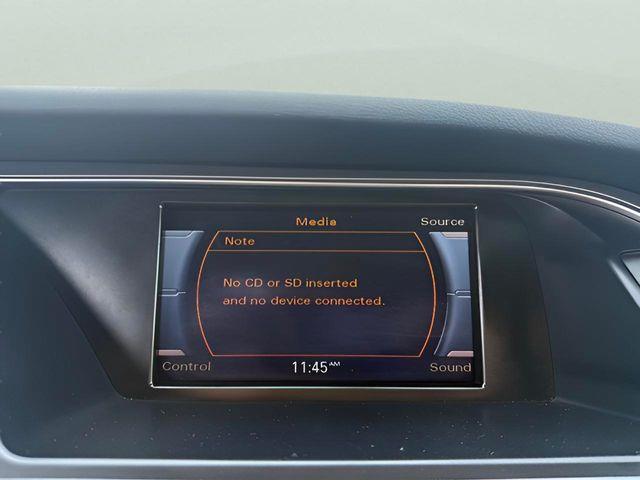 Media
Source
Note
No CD or SD inserted
and no device connected.
Control
11:45 AM
Sound